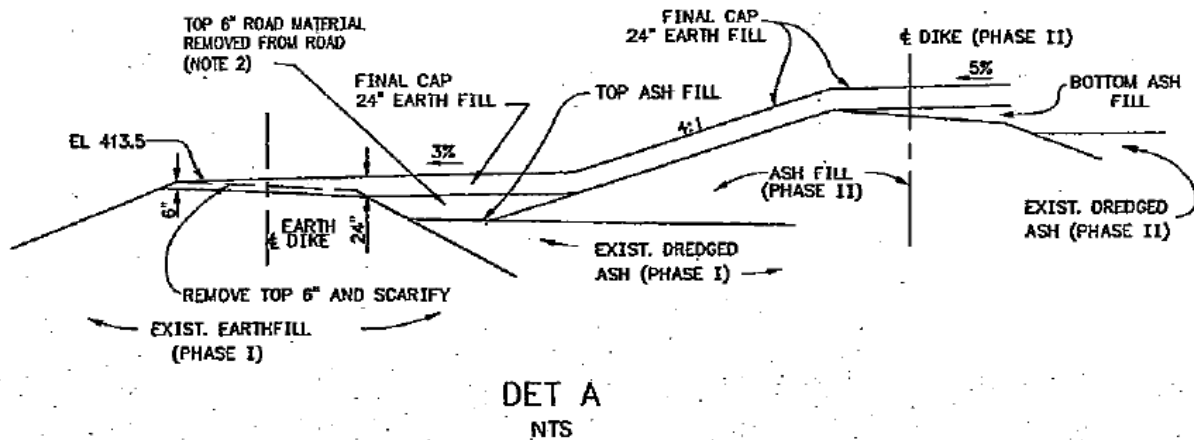 TOP 6" ROAD MATERIAL
REMOVED FROM ROAD
(NOTE 2)
FINAL CAP
24" EARTH FILL
FINAL CAP
24" EARTH FILL
℄ DIKE (PHASE II)
5%
BOTTOM ASH
FILL
TOP ASH FILL
4:1
EL 413.5
3%
ASH FILL
(PHASE II)
6"
EARTH
℄ DIKE
24"
EXIST. DREDGED
ASH (PHASE I)
EXIST. DREDGED
ASH (PHASE II)
REMOVE TOP 6" AND SCARIFY
EXIST. EARTHFILL
(PHASE I)
DET A
NTS